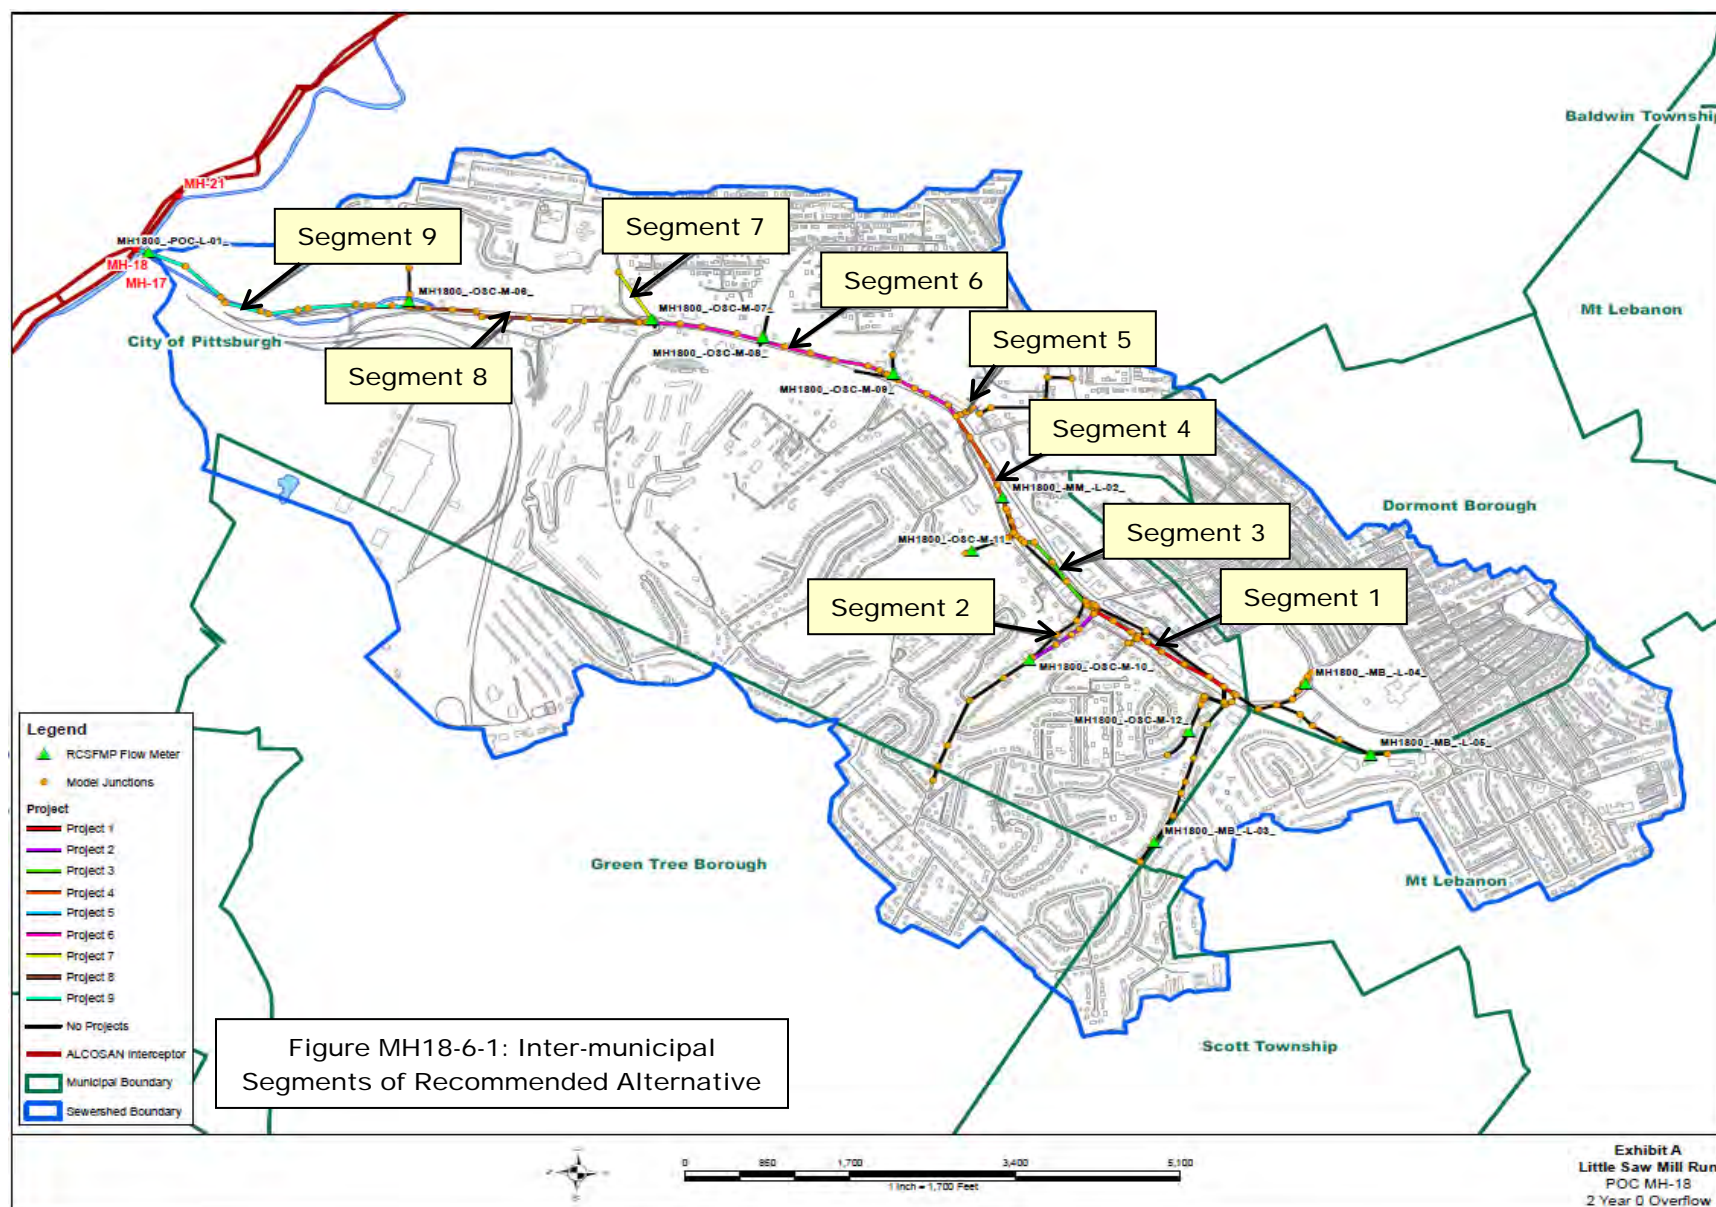 Baldwin Township
MH-21
Segment 9
Segment 7
MH1800_-POC-L-01_
MH-18
MH-17
Segment 6
MH1800_-OSC-M-06_
MH1800_-OSC-M-07_
Mt Lebanon
City of Pittsburgh
Segment 5
Segment 8
MH1800_-OSC-M-08_
MH1800_-OSC-M-09_
Segment 4
MH1800_-MM_-L-02_
Dormont Borough
Segment 3
MH1800_-OSC-M-11_
Segment 2
Segment 1
MH1800_-OSC-M-10_
MH1800_-MB_-L-04_
MH1800_-OSC-M-12_
MH1800_-MB_-L-05_
MH1800_-MB_-L-03_
Green Tree Borough
Mt Lebanon
Scott Township
Legend
RCSFMP Flow Meter
Model Junctions
Project
Project 1
Project 2
Project 3
Project 4
Project 5
Project 6
Project 7
Project 8
Project 9
No Projects
ALCOSAN Interceptor
Municipal Boundary
Sewershed Boundary
Figure MH18-6-1: Inter-municipal
Segments of Recommended Alternative
0 850 1,700 3,400 5,100
1 Inch = 1,700 Feet
Exhibit A
Little Saw Mill Run
POC MH-18
2 Year 0 Overflow